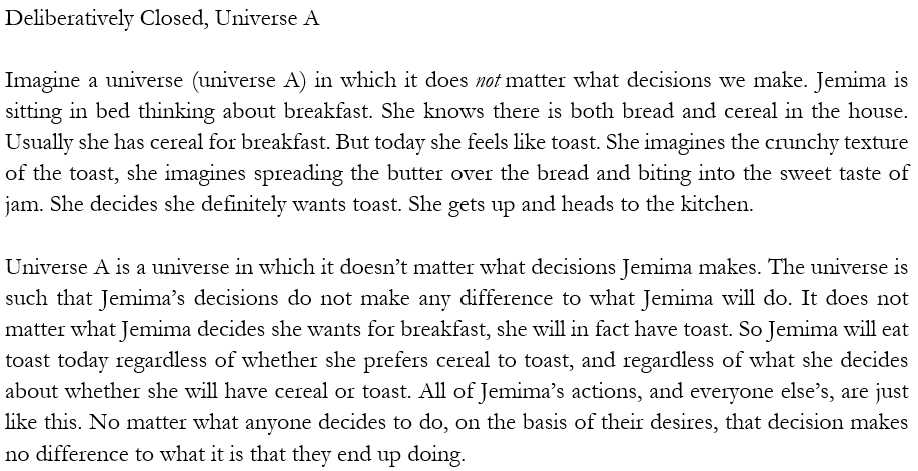 Deliberatively Closed, Universe A
Imagine a universe (universe A) in which it does not matter what decisions we make. Jemima is
sitting in bed thinking about breakfast. She knows there is both bread and cereal in the house.
Usually she has cereal for breakfast. But today she feels like toast. She imagines the crunchy texture
of the toast, she imagines spreading the butter over the bread and biting into the sweet taste of
jam. She decides she definitely wants toast. She gets up and heads to the kitchen.
Universe A is a universe in which it doesn’t matter what decisions Jemima makes. The universe is
such that Jemima’s decisions do not make any difference to what Jemima will do. It does not
matter what Jemima decides she wants for breakfast, she will in fact have toast. So Jemima will eat
toast today regardless of whether she prefers cereal to toast, and regardless of what she decides
about whether she will have cereal or toast. All of Jemima’s actions, and everyone else’s, are just
like this. No matter what anyone decides to do, on the basis of their desires, that decision makes
no difference to what it is that they end up doing.